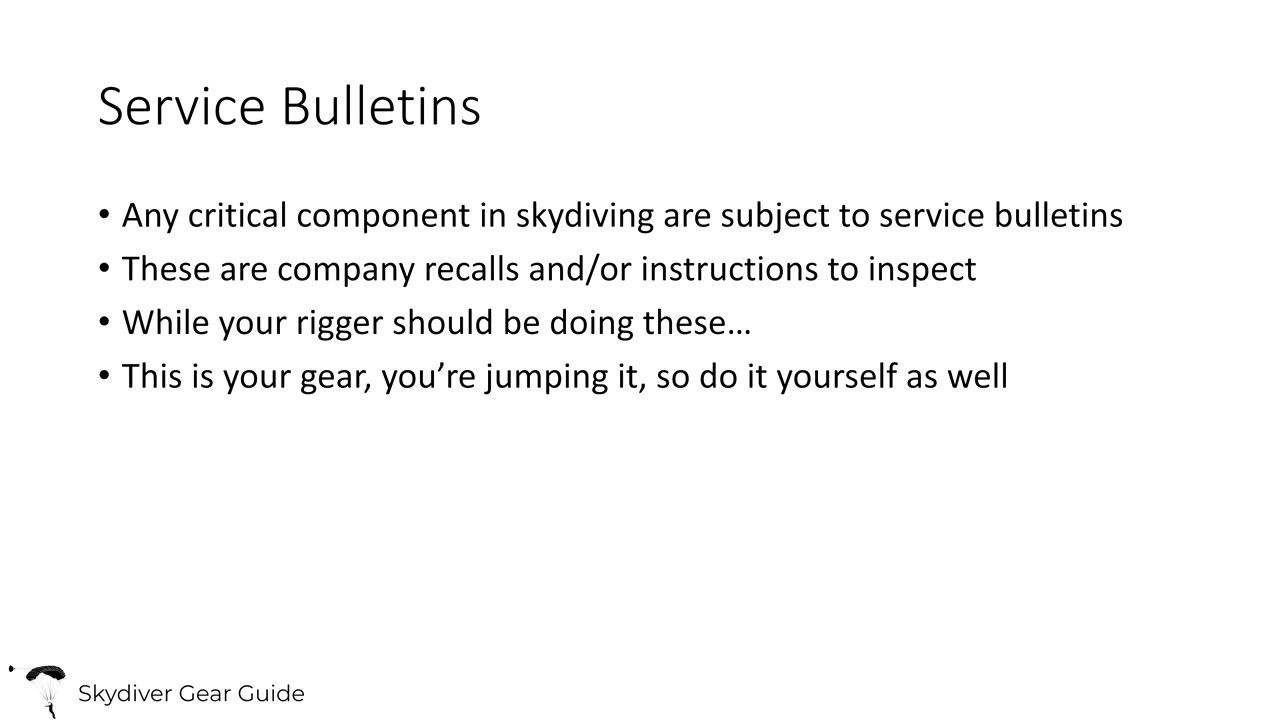 Service Bulletins
• Any critical component in skydiving are subject to service bulletins
• These are company recalls and/or instructions to inspect
• While your rigger should be doing these…
• This is your gear, you’re jumping it, so do it yourself as well
Skydiver Gear Guide